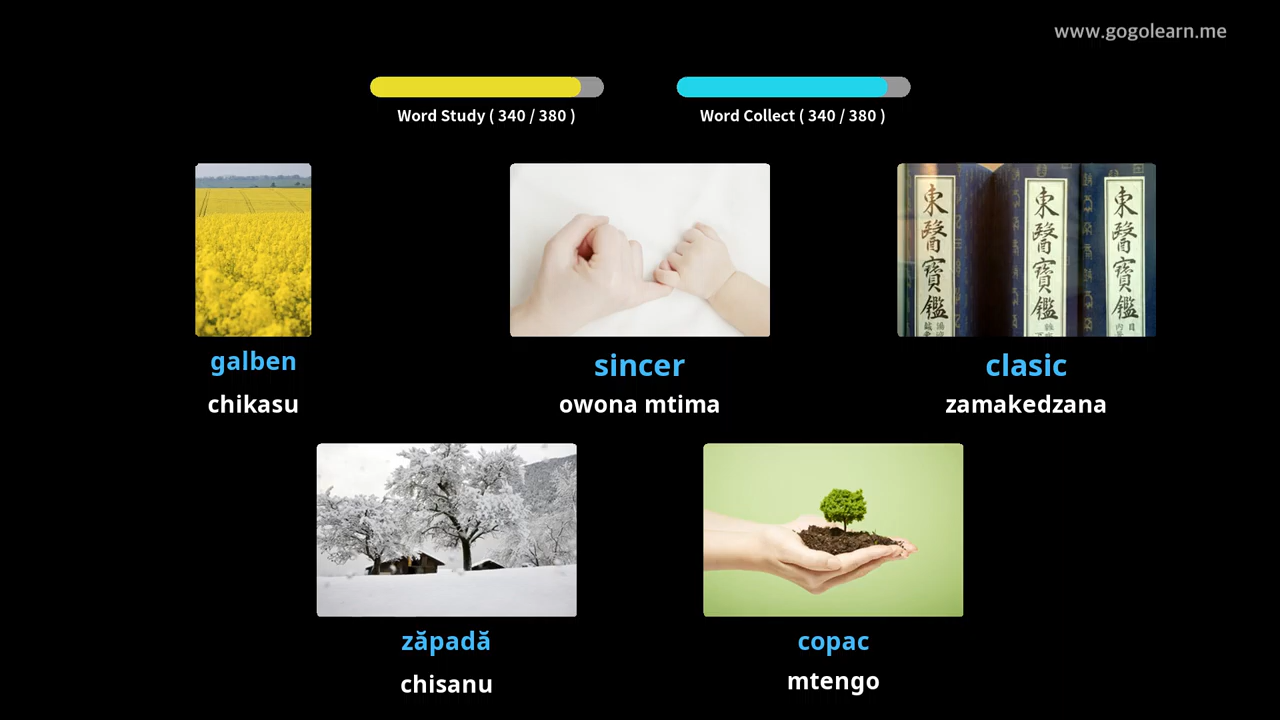 www.gogolearn.me
Word Study ( 340 / 380 )
Word Collect ( 340 / 380 )
東醫寶鑑
東醫寶鑑
東醫寶鑑
galben
sincer
clasic
chikasu
owona mtima
zamakedzana
zăpadă
copac
chisanu
mtengo